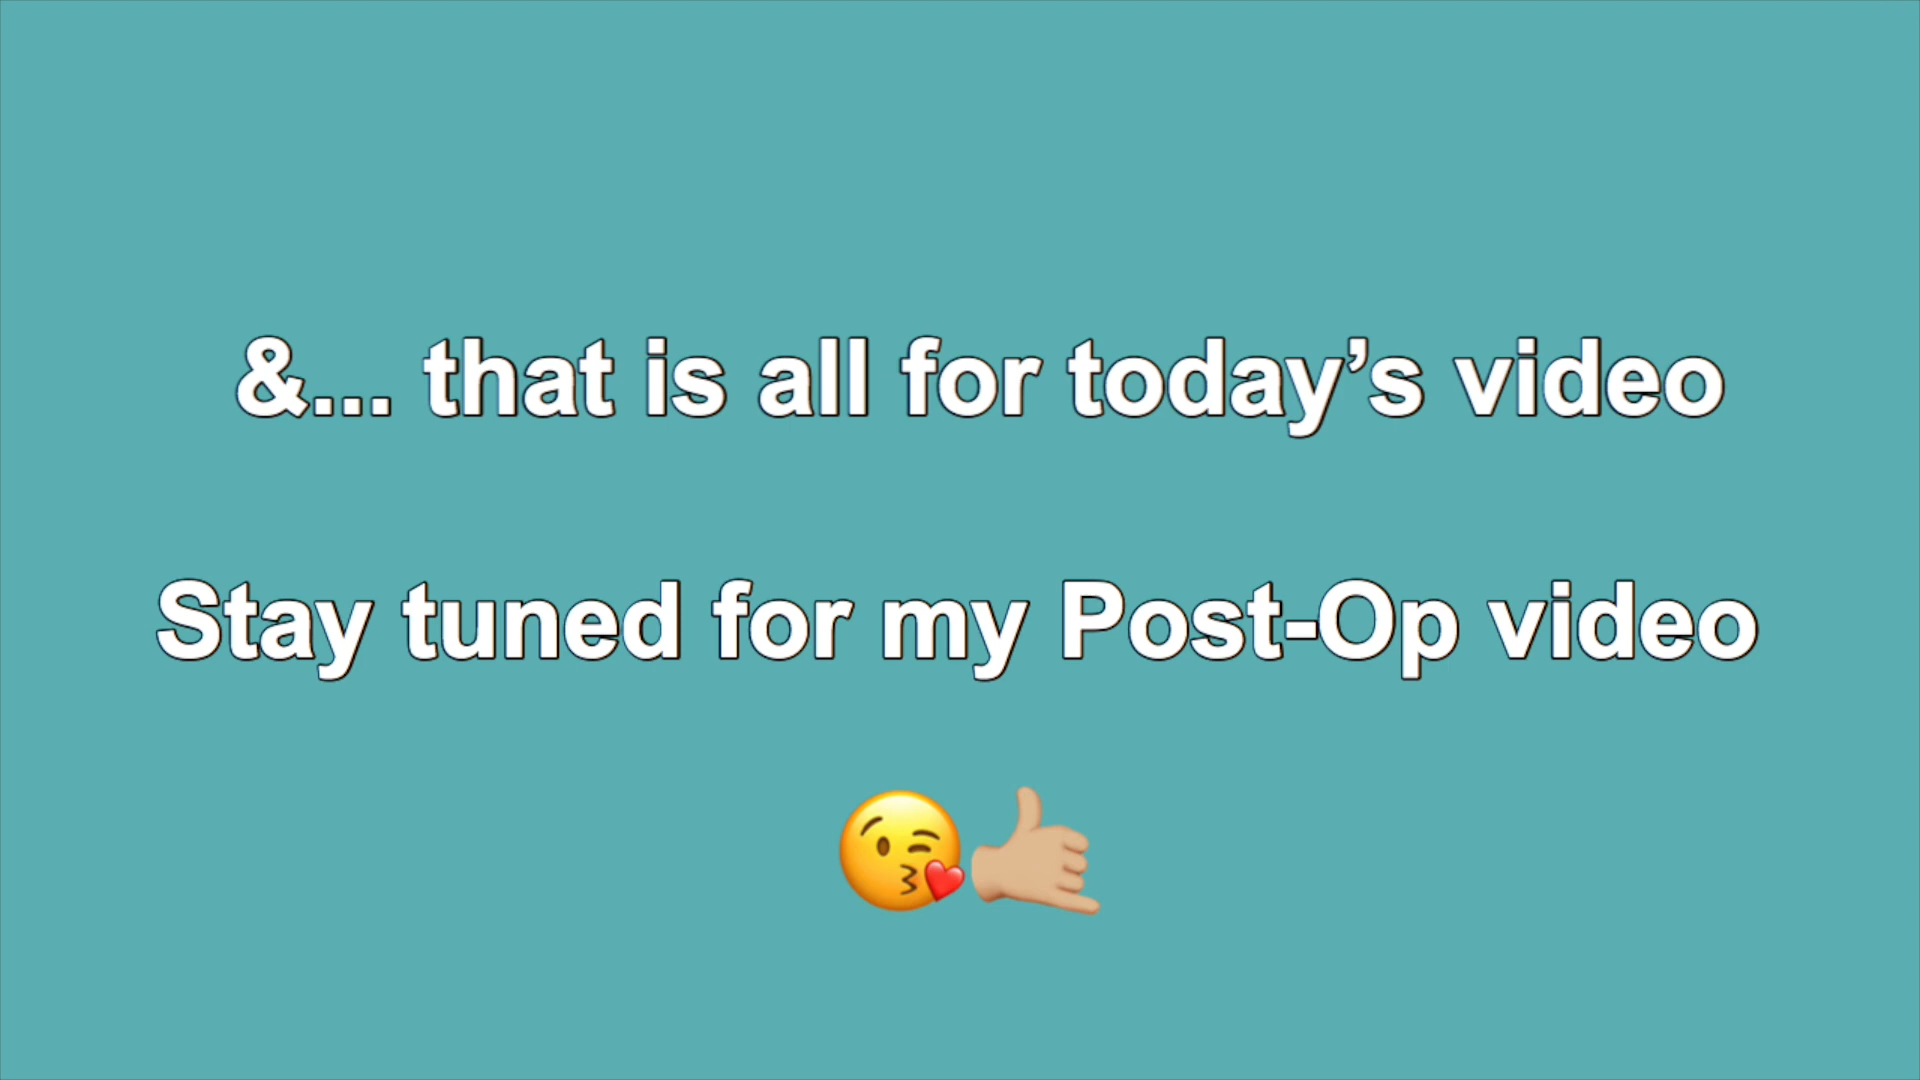 &... that is all for today’s video
Stay tuned for my Post-Op video
😘🤙🏼